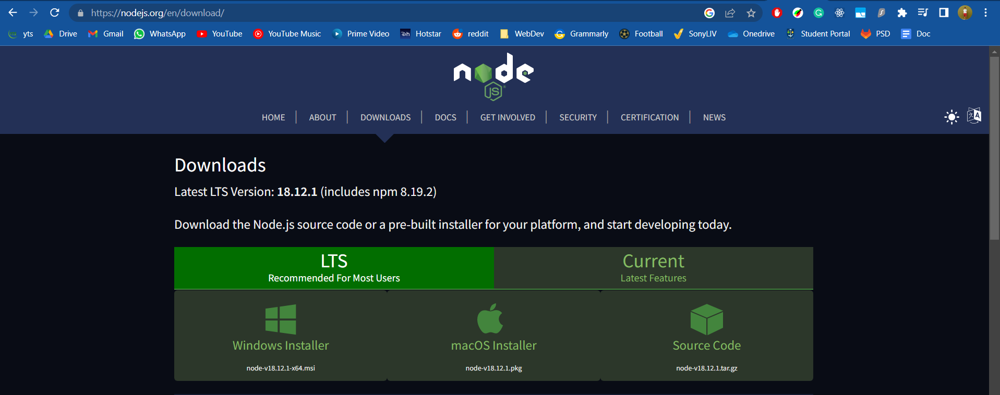 https://nodejs.org/en/download/
yts Drive Gmail WhatsApp YouTube YouTube Music Prime Video Hotstar reddit WebDev Grammarly Football SonyLIV Onedrive Student Portal PSD Doc
node
JS
HOME ABOUT DOWNLOADS DOCS GET INVOLVED SECURITY CERTIFICATION NEWS
Downloads
Latest LTS Version: 18.12.1 (includes npm 8.19.2)
Download the Node.js source code or a pre-built installer for your platform, and start developing today.
LTS
Recommended For Most Users
Current
Latest Features
Windows Installer
node-v18.12.1-x64.msi
macOS Installer
node-v18.12.1.pkg
Source Code
node-v18.12.1.tar.gz